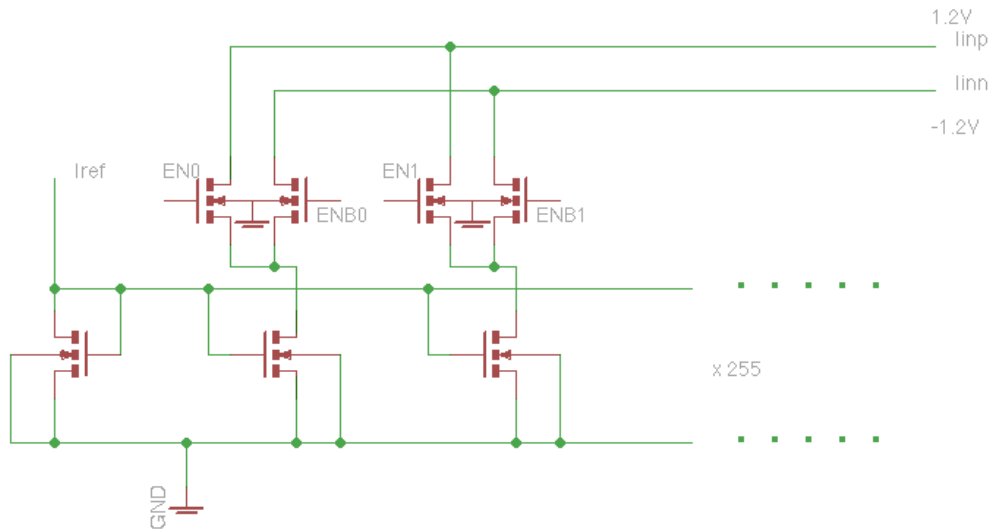 1.2V
Iinp
Iinn
-1.2V
Iref
EN0
ENB0
EN1
ENB1
x 255
GND